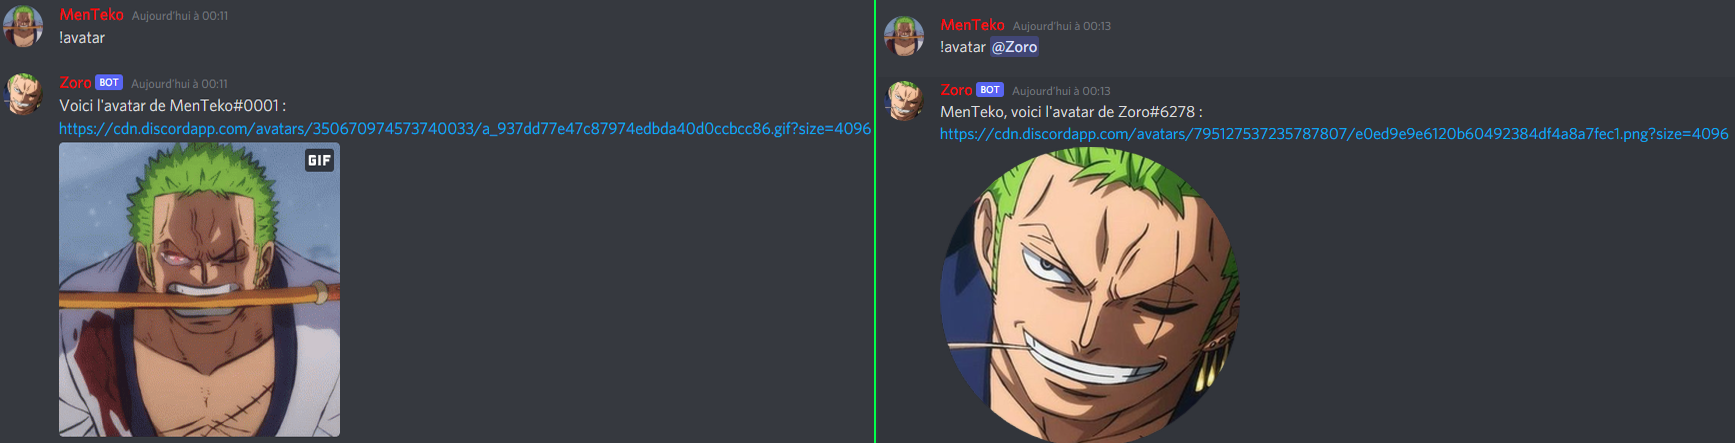 MenTeko Aujourd'hui à 00:11
!avatar
Zoro BOT Aujourd'hui à 00:11
Voici l'avatar de MenTeko#0001 :
https://cdn.discordapp.com/avatars/350670974573740033/a_937dd77e47c87974edbda40d0ccbcc86.gif?size=4096
GIF
MenTeko Aujourd'hui à 00:13
!avatar @Zoro
Zoro BOT Aujourd'hui à 00:13
MenTeko, voici l'avatar de Zoro#6278 :
https://cdn.discordapp.com/avatars/795127537235787807/e0ed9e9e6120b60492384df4a8a7fec1.png?size=4096